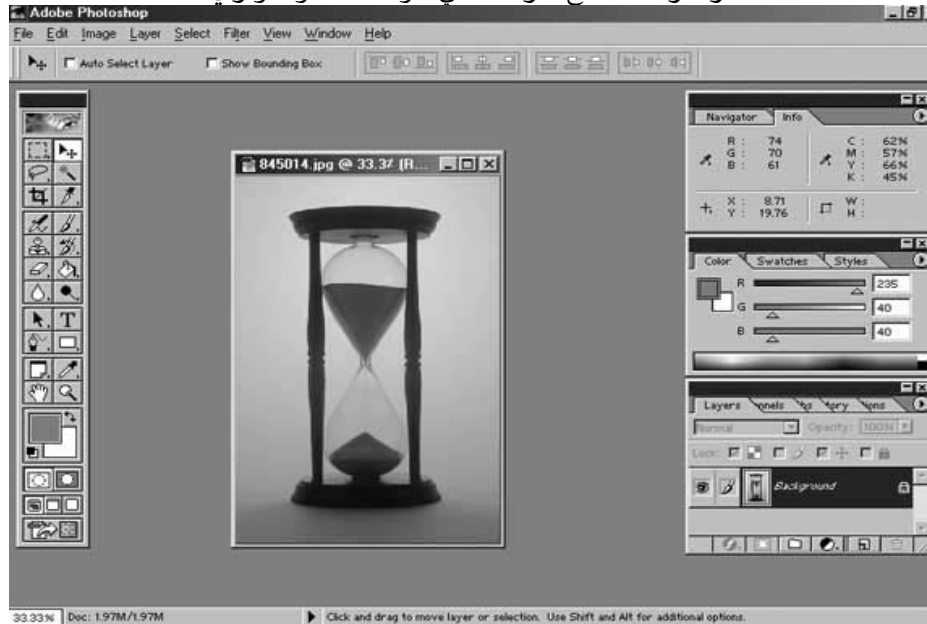 Adobe Photoshop
File Edit Image Layer Select Filter View Window Help
Auto Select Layer Show Bounding Box
845014.jpg @ 33.3% (R...
Navigator Info
R : 74 C : 62%
G : 70 M : 57%
B : 61 Y : 66%
K : 45%
X : 8.71 W :
Y : 19.76 H :
Color Swatches Styles
R 235
G 40
B 40
Layers
Normal Opacity: 100%
Lock:
Background
T
33.33% Doc: 1.97M/1.97M Click and drag to move layer or selection. Use Shift and Alt for additional options.